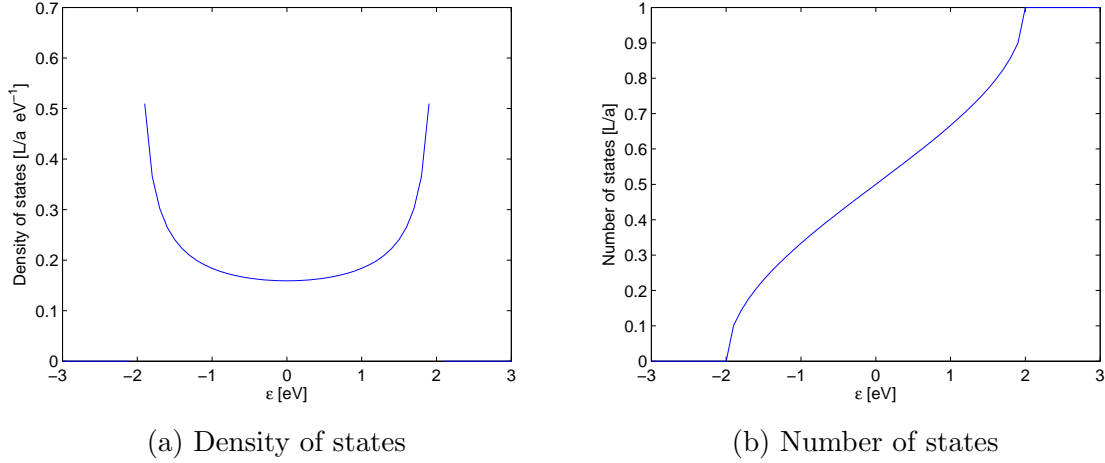 0.7
0.6
0.5
0.4
0.3
0.2
0.1
0
−3 −2 −1 0 1 2 3
Density of states [L/a eV⁻¹]
ε [eV]
(a) Density of states
1
0.9
0.8
0.7
0.6
0.5
0.4
0.3
0.2
0.1
0
−3 −2 −1 0 1 2 3
Number of states [L/a]
ε [eV]
(b) Number of states